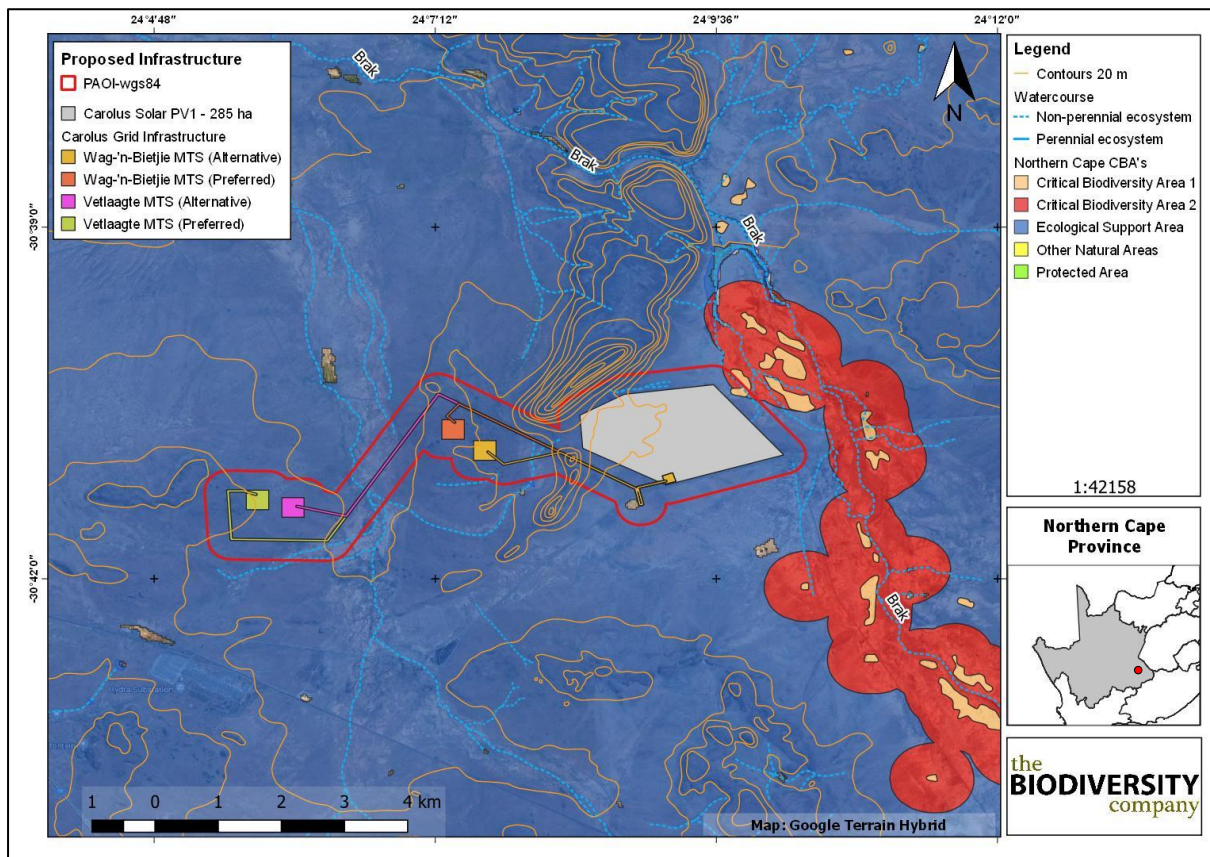 24°4'48"
24°7'12"
24°9'36"
24°12'0"
-30°39'0"
-30°42'0"
Proposed Infrastructure
PAOI-wgs84
Carolus Solar PV1 - 285 ha
Carolus Grid Infrastructure
Wag-'n-Bietjie MTS (Alternative)
Wag-'n-Bietjie MTS (Preferred)
Vetlaagte MTS (Alternative)
Vetlaagte MTS (Preferred)
Brak
Brak
Brak
Brak
N
Hydra Substation
1 0 1 2 3 4 km
Map: Google Terrain Hybrid
Legend
Contours 20 m
Watercourse
Non-perennial ecosystem
Perennial ecosystem
Northern Cape CBA's
Critical Biodiversity Area 1
Critical Biodiversity Area 2
Ecological Support Area
Other Natural Areas
Protected Area
1:42158
Northern Cape
Province
the
BIODIVERSITY
company